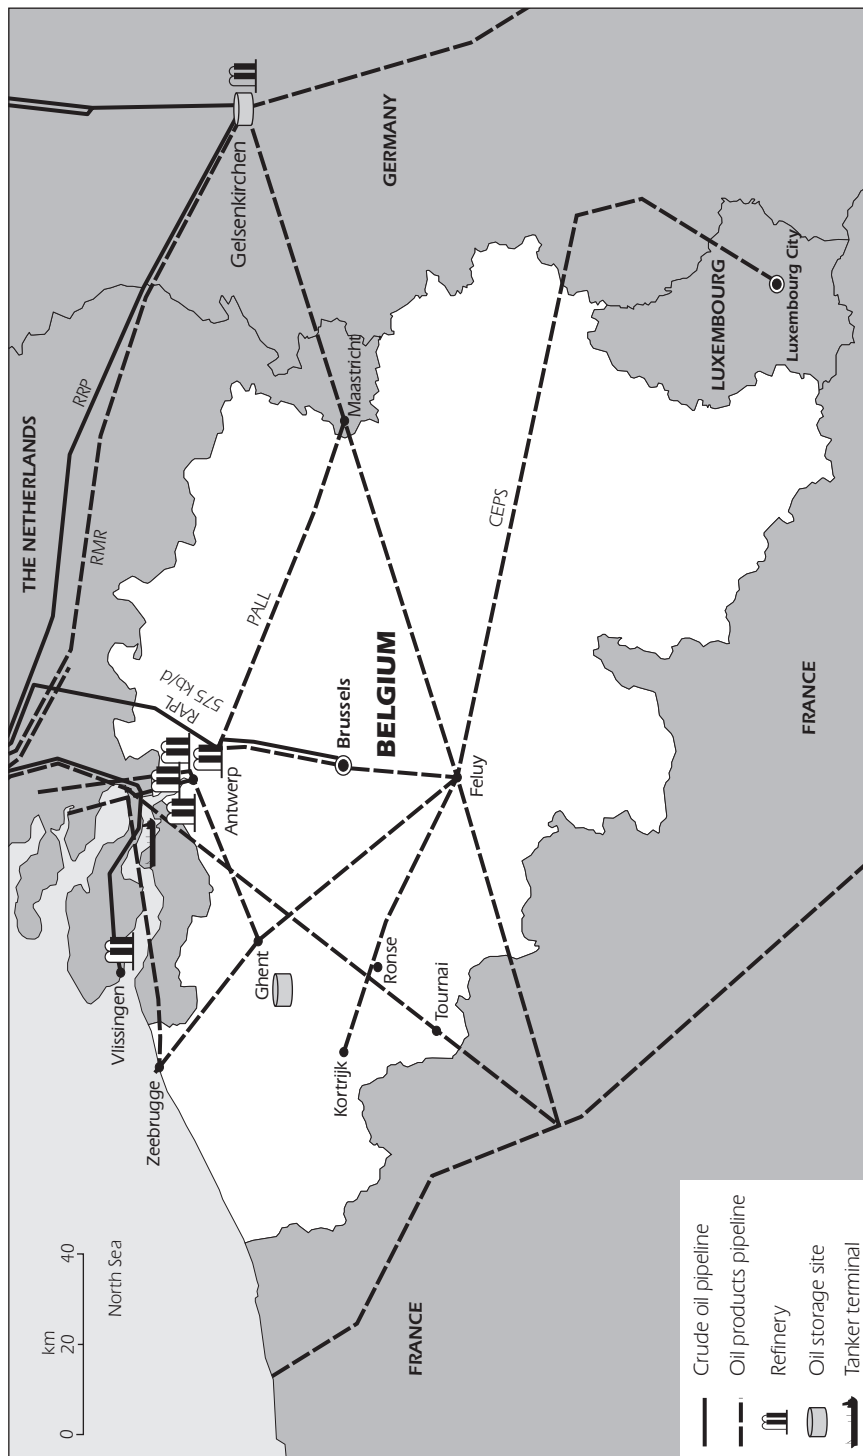 km
0
20
40
North Sea
THE NETHERLANDS
RRP
RMR
Gelsenkirchen
GERMANY
Vlissingen
Zeebrugge
Antwerp
RAPL
575 kb/d
PALL
Maastricht
Ghent
Brussels
BELGIUM
Kortrijk
Ronse
Tournai
Feluy
CEPS
LUXEMBOURG
Luxembourg City
FRANCE
FRANCE
Crude oil pipeline
Oil products pipeline
Refinery
Oil storage site
Tanker terminal